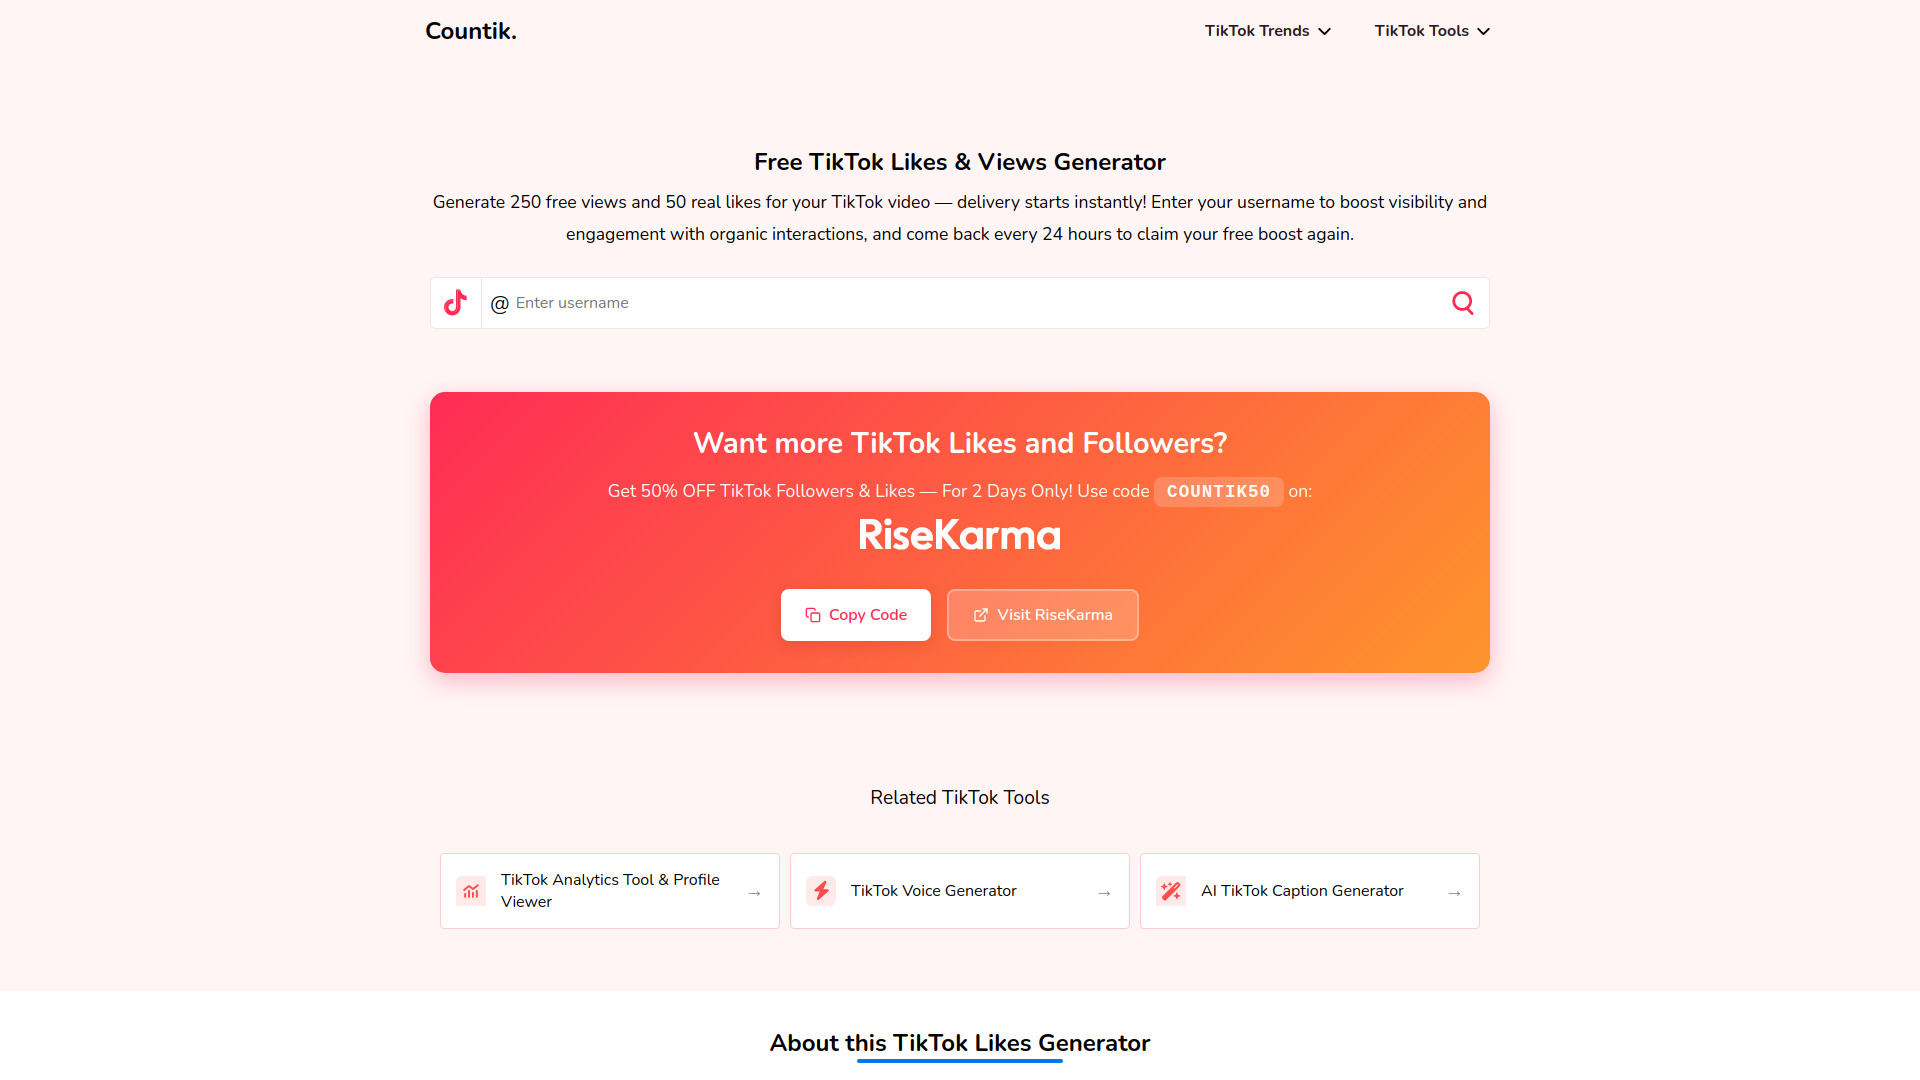 Countik.
TikTok Trends
TikTok Tools
Free TikTok Likes & Views Generator
Generate 250 free views and 50 real likes for your TikTok video — delivery starts instantly! Enter your username to boost visibility and
engagement with organic interactions, and come back every 24 hours to claim your free boost again.
@ Enter username
Want more TikTok Likes and Followers?
Get 50% OFF TikTok Followers & Likes — For 2 Days Only! Use code COUNTIK50 on:
RiseKarma
Copy Code
Visit RiseKarma
Related TikTok Tools
TikTok Analytics Tool & Profile
Viewer
→
TikTok Voice Generator →
AI TikTok Caption Generator →
About this TikTok Likes Generator